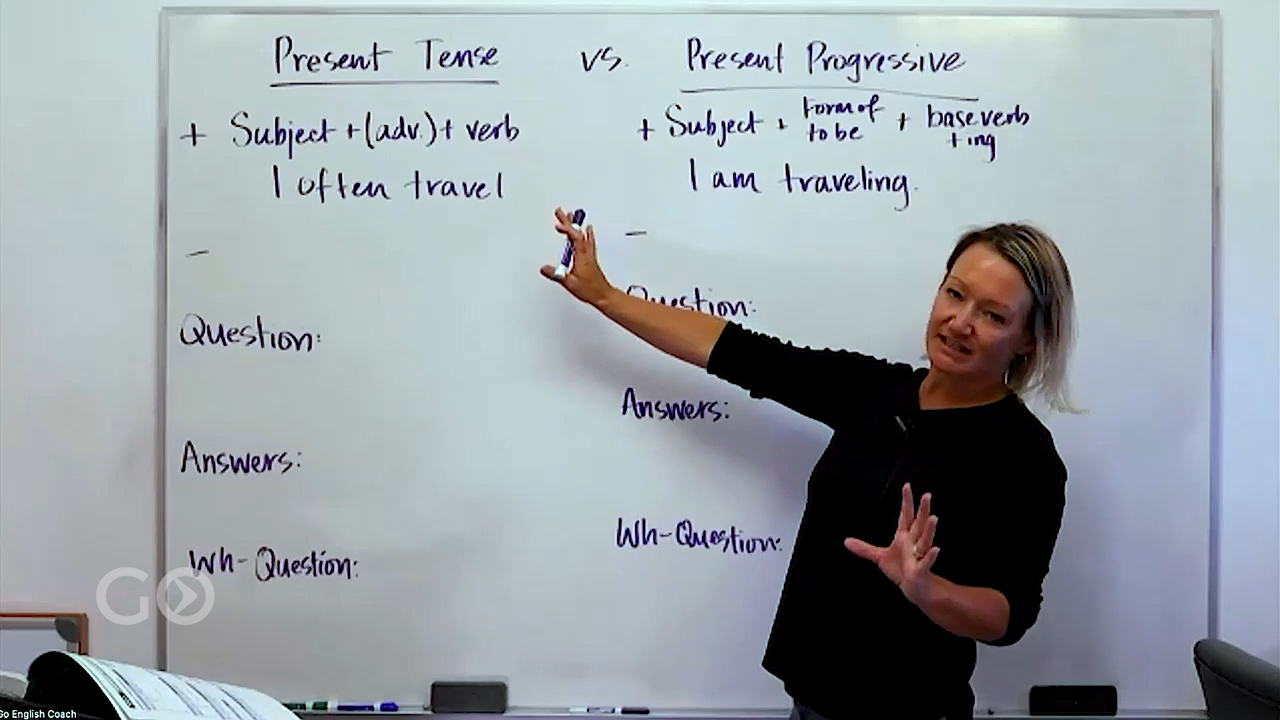 Present Tense vs. Present Progressive
+ Subject + (adv.) + verb
I often travel
-
Question:
Answers:
Wh-Question:
+ Subject + form of to be + base verb + ing
I am traveling.
-
Question:
Answers:
Wh-Question:
GO
Go English Coach